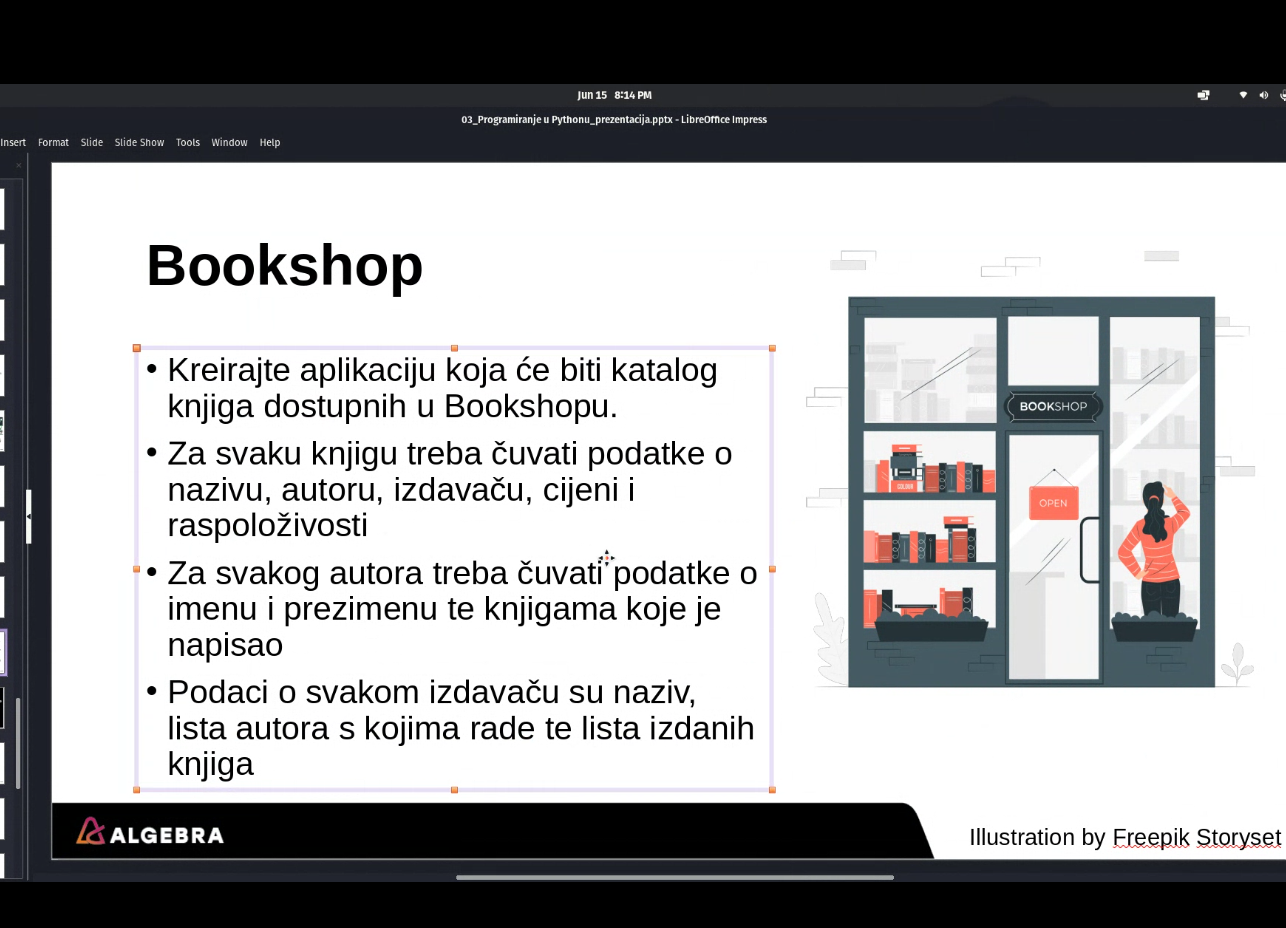 Jun 15 8:14 PM
03_Programiranje u Pythonu_prezentacija.pptx - LibreOffice Impress
Insert Format Slide Slide Show Tools Window Help
Bookshop
• Kreirajte aplikaciju koja će biti katalog
knjiga dostupnih u Bookshopu.
• Za svaku knjigu treba čuvati podatke o
nazivu, autoru, izdavaču, cijeni i
raspoloživosti
• Za svakog autora treba čuvati podatke o
imenu i prezimenu te knjigama koje je
napisao
• Podaci o svakom izdavaču su naziv,
lista autora s kojima rade te lista izdanih
knjiga
BOOKSHOP
OPEN
ALGEBRA
Illustration by Freepik Storyset